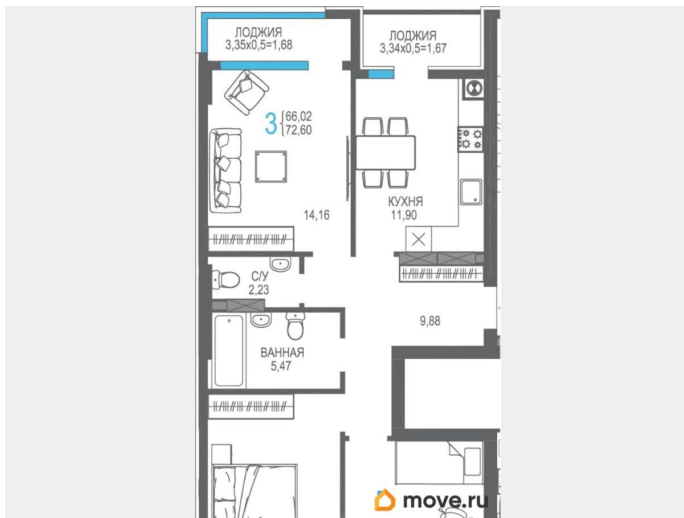 ЛОДЖИЯ
3,35x0,5=1,68
ЛОДЖИЯ
3,34x0,5=1,67
3
66,02
72,60
14,16
КУХНЯ
11,90
С/У
2,23
9,88
ВАННАЯ
5,47
move.ru